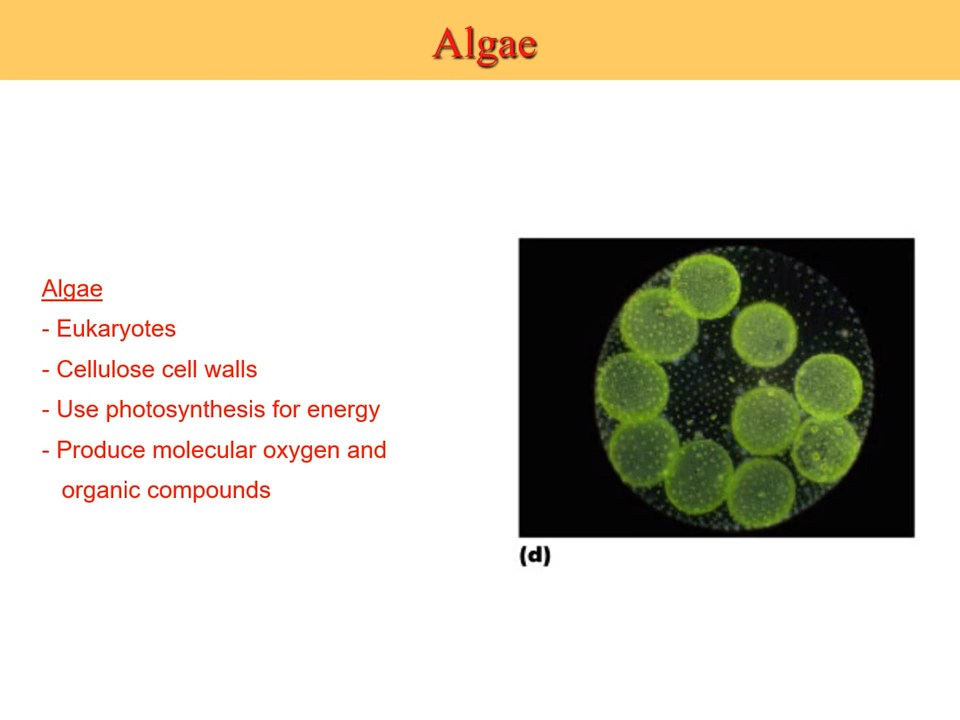 Algae
Algae
- Eukaryotes
- Cellulose cell walls
- Use photosynthesis for energy
- Produce molecular oxygen and
organic compounds
(d)